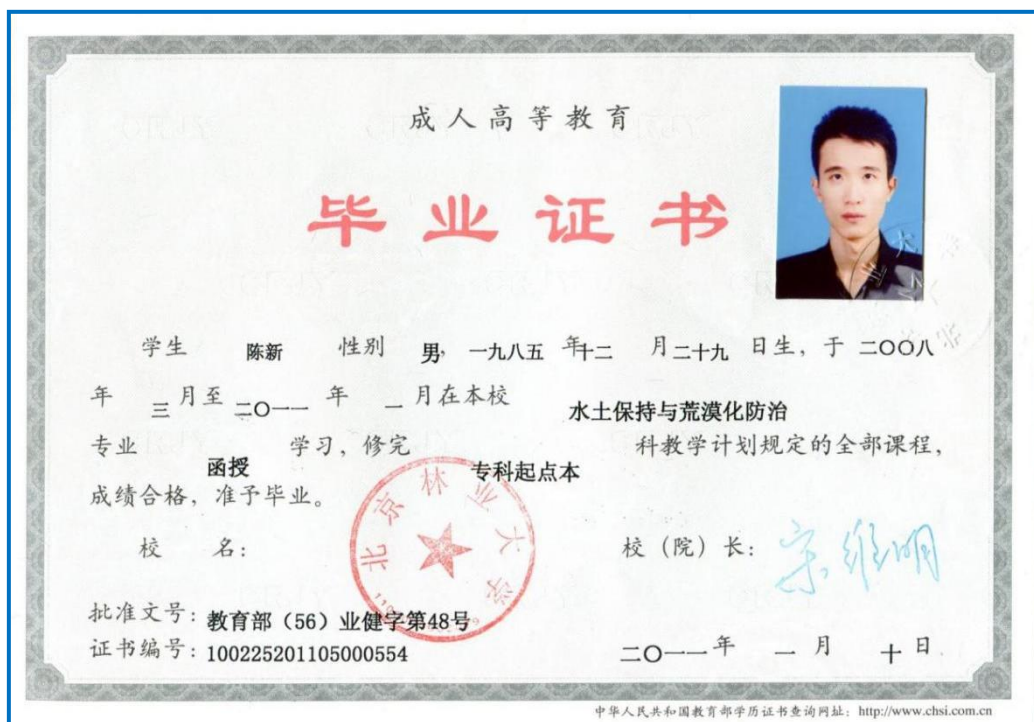 成人高等教育
毕业证书
学生 陈新 性别 男, 一九八五 年十二 月二十九 日生, 于 二〇〇八
年 三 月至 二〇一一 年 一 月在本校 水土保持与荒漠化防治
专业 函授 学习, 修完 专科起点本 科教学计划规定的全部课程,
成绩合格, 准予毕业。
北京林业大学
校 名:
校(院)长: 宋维明
批准文号: 教育部(56)业健字第48号
证书编号: 100225201105000554
二〇一一年 一 月 十 日
中华人民共和国教育部学历证书查询网址: http://www.chsi.com.cn